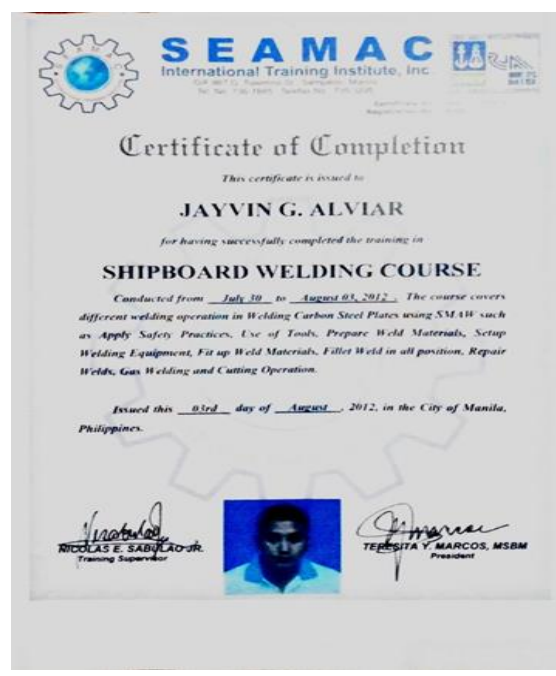 SEAMAC
SEAMAC
International Training Institute, Inc.
Certificate of Completion
This certificate is issued to
JAYVIN G. ALVIAR
for having successfully completed the training in
SHIPBOARD WELDING COURSE
Conducted from July 30 to August 03, 2012 . The course covers
different welding operation in Welding Carbon Steel Plates using SMAW such
as Apply Safety Practices, Use of Tools, Prepare Weld Materials, Setup
Welding Equipment, Fit up Weld Materials, Fillet Weld in all position, Repair
Welds, Gas Welding and Cutting Operation.
Issued this 03rd day of August , 2012, in the City of Manila,
Philippines.
NICOLAS E. SABULAO JR.
Training Supervisor
TERESITA Y. MARCOS, MSBM
President